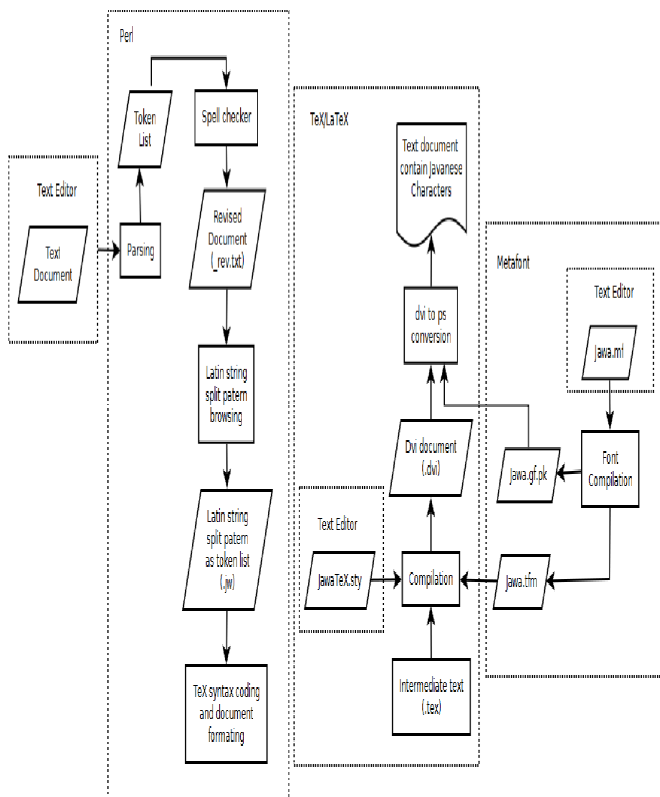 Perl
Token
List
Spell checker
Text Editor
Text
Document
Parsing
Revised
Document
(_rev.txt)
Latin string
split patern
browsing
Latin string
split patern
as token list
(.jw)
TeX syntax coding
and document
formating
TeX/LaTeX
Text document
contain Javanese
Characters
dvi to ps
conversion
Dvi document
(.dvi)
Text Editor
JawaTeX.sty
Compilation
Intermediate text
(.tex)
Metafont
Text Editor
Jawa.mf
Font
Compilation
Jawa.gf.pk
Jawa.tfm